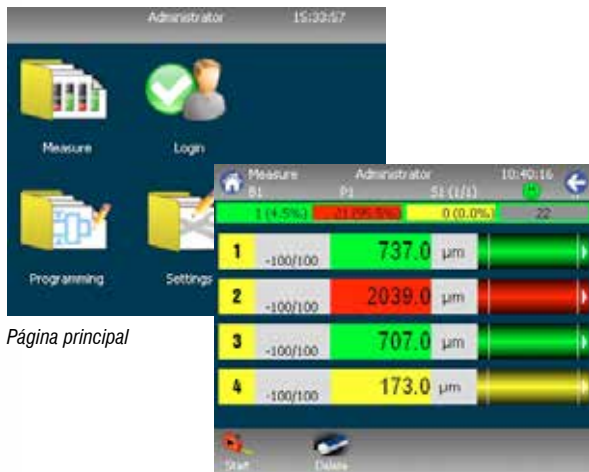 Administrator 15:33:57
Measure Login
Programming Settings
Página principal
Measure Administrator 10:40:16
B1 P1 S1 (1/1)
1 (4.5%) 21 (95.5%) 0 (0.0%) 22
1 -100/100 737.0 µm
2 -100/100 2039.0 µm
3 -100/100 707.0 µm
4 -100/100 173.0 µm
Start Delete